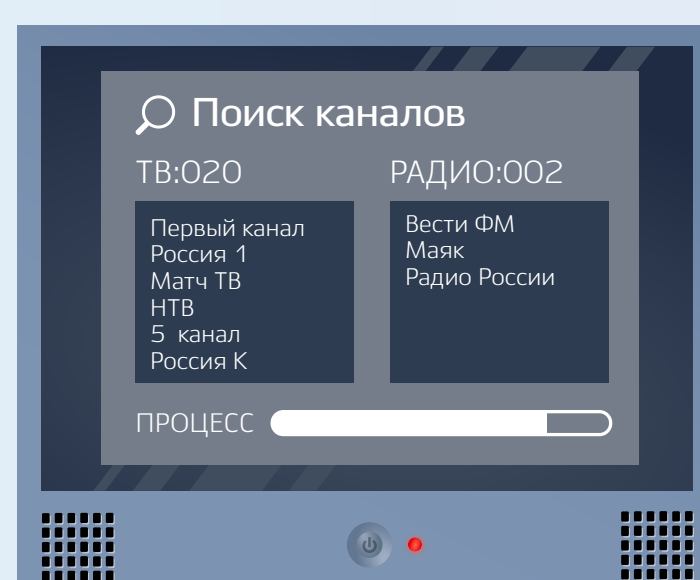 Поиск каналов
ТВ:020
Первый канал
Россия 1
Матч ТВ
НТВ
5 канал
Россия К
РАДИО:002
Вести ФМ
Маяк
Радио России
ПРОЦЕСС